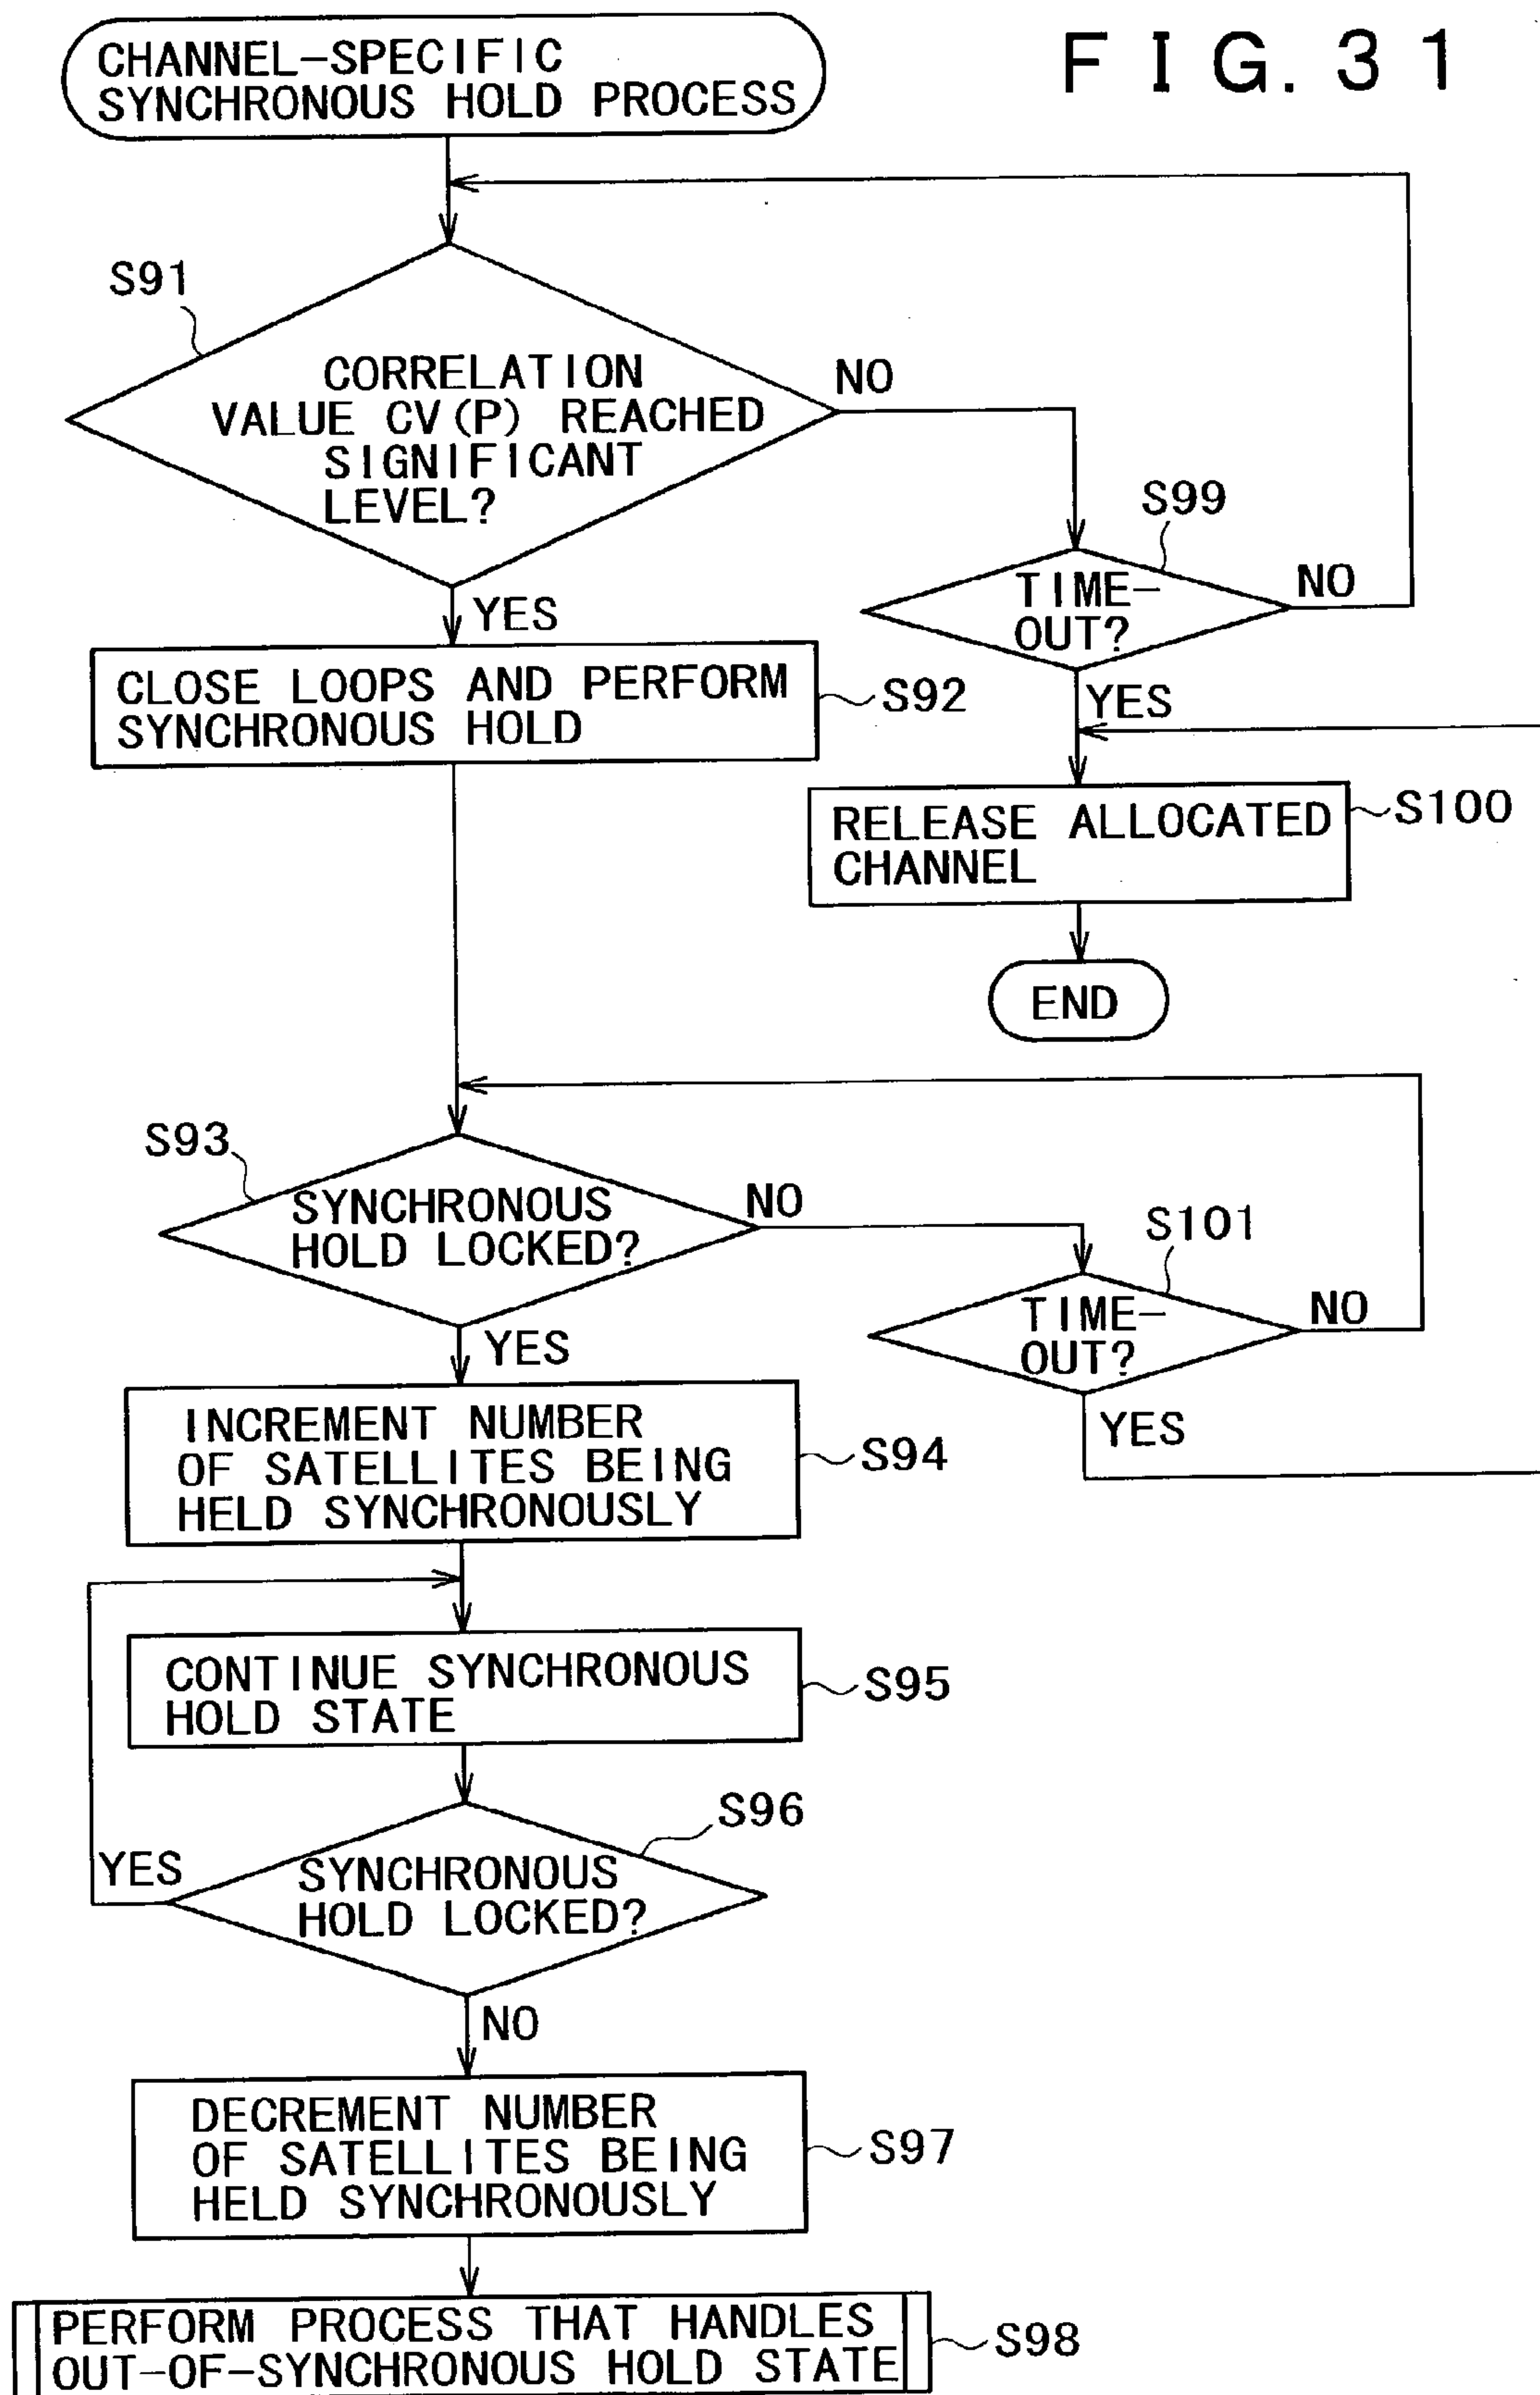 FIG. 31
CHANNEL-SPECIFIC
SYNCHRONOUS HOLD PROCESS
S91
CORRELATION
VALUE CV(P) REACHED
SIGNIFICANT
LEVEL?
NO
YES
S99
TIME-
OUT?
NO
YES
CLOSE LOOPS AND PERFORM
SYNCHRONOUS HOLD
S92
RELEASE ALLOCATED
CHANNEL
S100
END
S93
SYNCHRONOUS
HOLD LOCKED?
NO
YES
S101
TIME-
OUT?
NO
YES
INCREMENT NUMBER
OF SATELLITES BEING
HELD SYNCHRONOUSLY
S94
CONTINUE SYNCHRONOUS
HOLD STATE
S95
S96
SYNCHRONOUS
HOLD LOCKED?
YES
NO
DECREMENT NUMBER
OF SATELLITES BEING
HELD SYNCHRONOUSLY
S97
PERFORM PROCESS THAT HANDLES
OUT-OF-SYNCHRONOUS HOLD STATE
S98